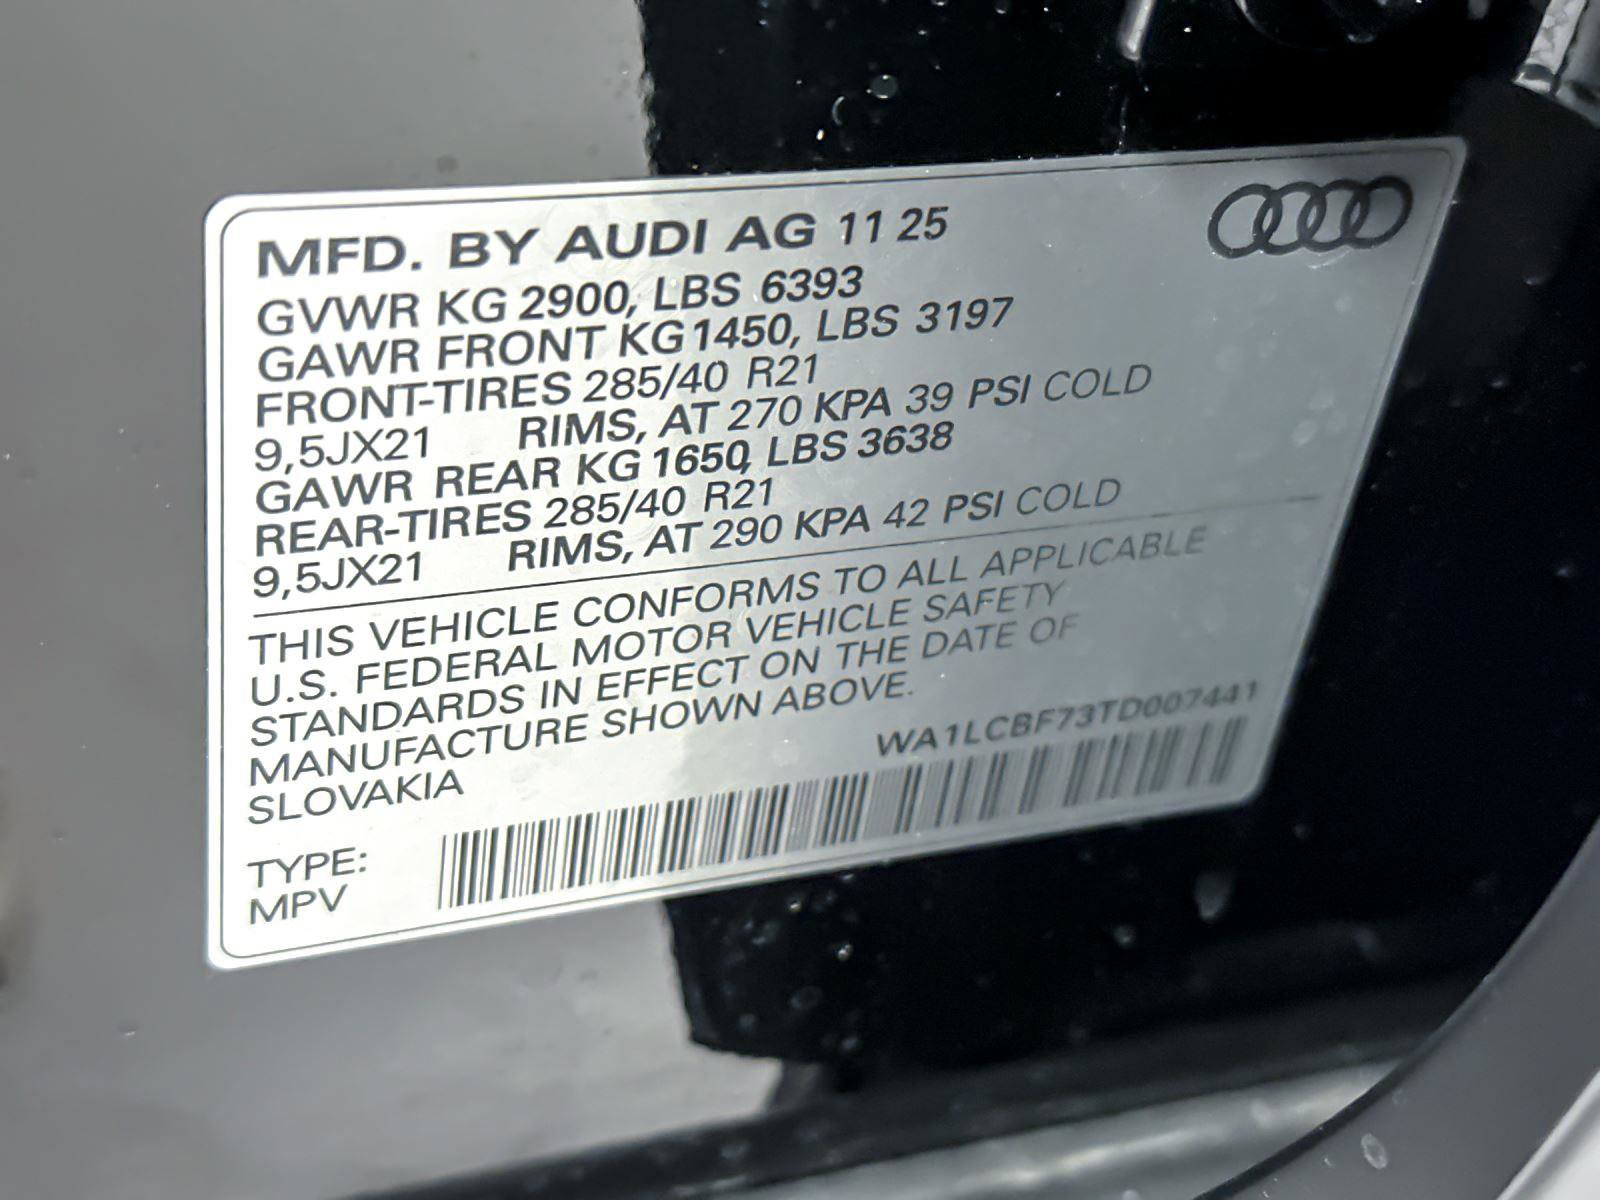 MFD. BY AUDI AG 11 25
GVWR KG 2900, LBS 6393
GAWR FRONT KG 1450, LBS 3197
FRONT-TIRES 285/40 R21
9,5JX21 RIMS, AT 270 KPA 39 PSI COLD
GAWR REAR KG 1650, LBS 3638
REAR-TIRES 285/40 R21
9,5JX21 RIMS, AT 290 KPA 42 PSI COLD
THIS VEHICLE CONFORMS TO ALL APPLICABLE
U.S. FEDERAL MOTOR VEHICLE SAFETY
STANDARDS IN EFFECT ON THE DATE OF
MANUFACTURE SHOWN ABOVE.
SLOVAKIA
WA1LCBF73TD007441
TYPE:
MPV